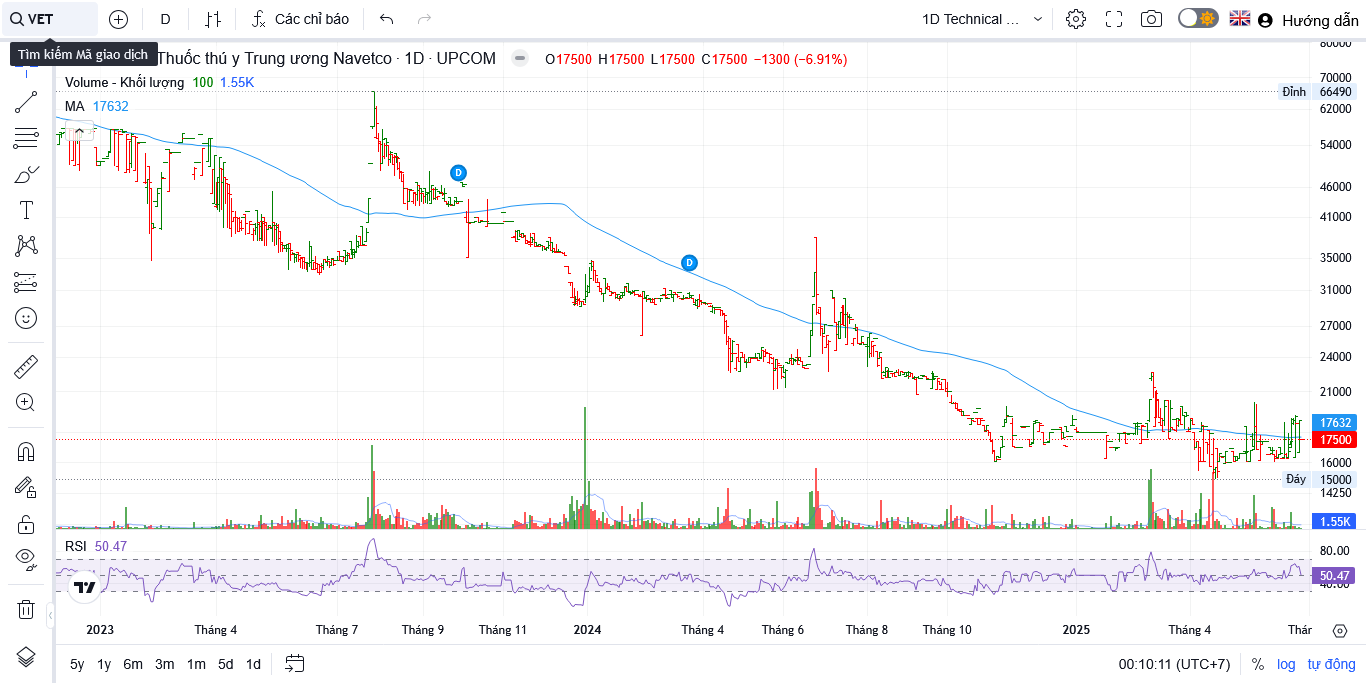 VET
D
Các chỉ báo
1D Technical ...
Hướng dẫn
Tìm kiếm Mã giao dịch
Thuốc thú y Trung ương Navetco · 1D · UPCOM
O17500 H17500 L17500 C17500 −1300 (−6.91%)
Volume - Khối lượng 100 1.55K
MA 17632
80000
70000
Đỉnh 66490
62000
54000
46000
41000
35000
31000
27000
24000
21000
17632
17500
16000
Đáy 15000
14250
1.55K
D
D
RSI 50.47
80.00
50.47
40.00
2023 Tháng 4 Tháng 7 Tháng 9 Tháng 11 2024 Tháng 4 Tháng 6 Tháng 8 Tháng 10 2025 Tháng 4 Thár
5y 1y 6m 3m 1m 5d 1d
00:10:11 (UTC+7) % log tự động